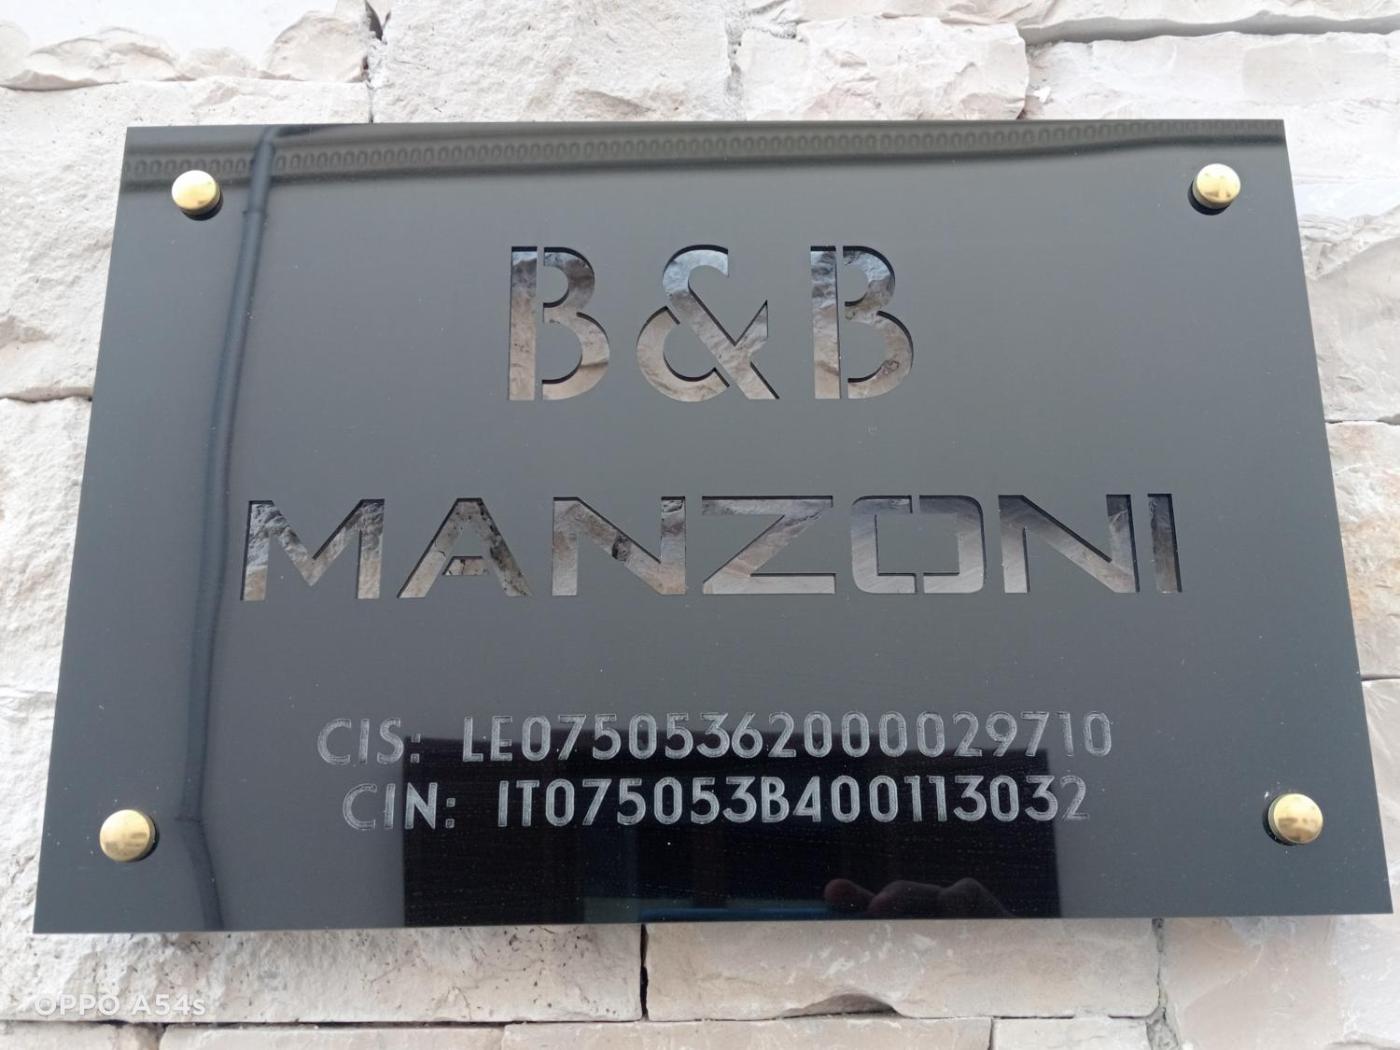 B&B
MANZONI
CIS: LE07505362000029710
CIN: IT075053B400113032
OPPO A54s